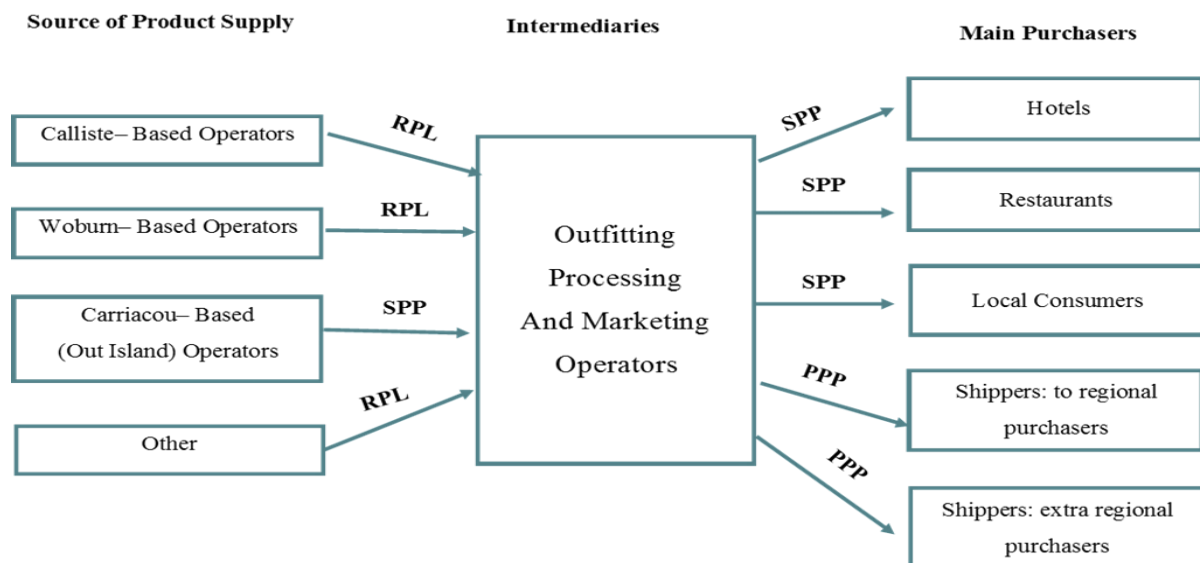 Source of Product Supply
Intermediaries
Main Purchasers
Calliste– Based Operators
RPL
Woburn– Based Operators
RPL
Carriacou– Based
(Out Island) Operators
SPP
Other
RPL
Outfitting
Processing
And Marketing
Operators
SPP
Hotels
SPP
Restaurants
SPP
Local Consumers
PPP
Shippers: to regional
purchasers
PPP
Shippers: extra regional
purchasers